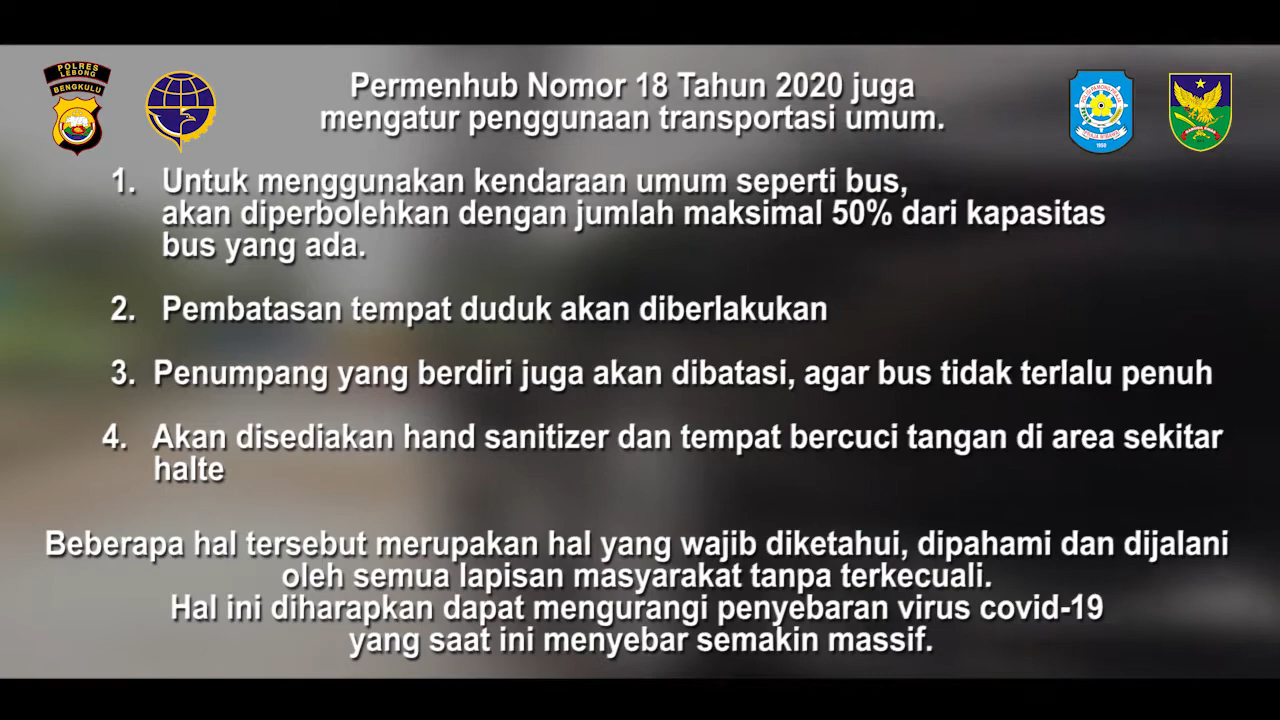 POLRES
LEBONG
BENGKULU
Permenhub Nomor 18 Tahun 2020 juga
mengatur penggunaan transportasi umum.
1. Untuk menggunakan kendaraan umum seperti bus,
akan diperbolehkan dengan jumlah maksimal 50% dari kapasitas
bus yang ada.
2. Pembatasan tempat duduk akan diberlakukan
3. Penumpang yang berdiri juga akan dibatasi, agar bus tidak terlalu penuh
4. Akan disediakan hand sanitizer dan tempat bercuci tangan di area sekitar
halte
Beberapa hal tersebut merupakan hal yang wajib diketahui, dipahami dan dijalani
oleh semua lapisan masyarakat tanpa terkecuali.
Hal ini diharapkan dapat mengurangi penyebaran virus covid-19
yang saat ini menyebar semakin massif.